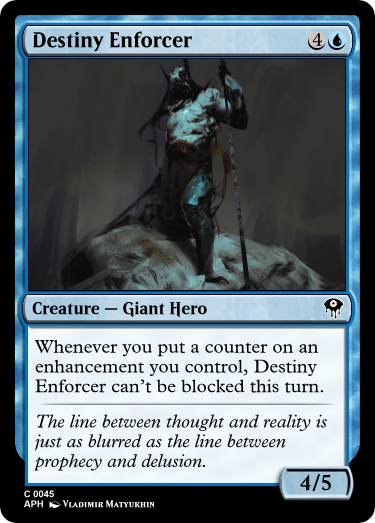 Destiny Enforcer 4
Creature — Giant Hero
Whenever you put a counter on an
enhancement you control, Destiny
Enforcer can't be blocked this turn.
The line between thought and reality is
just as blurred as the line between
prophecy and delusion.
4/5
C 0045
APH Vladimir Matyukhin